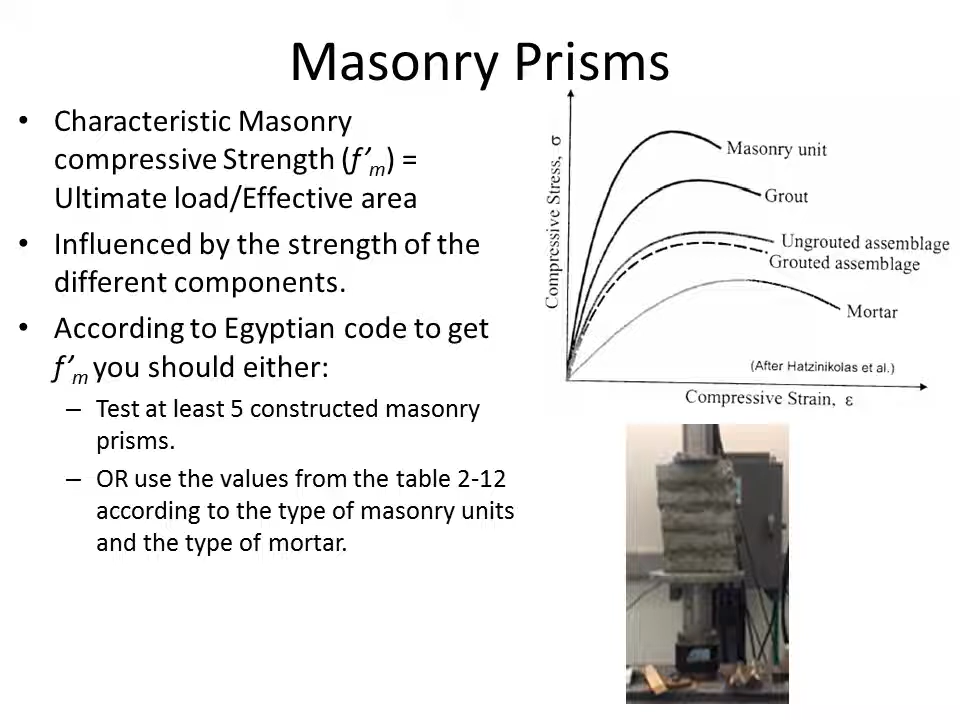 Masonry Prisms
• Characteristic Masonry
compressive Strength (f’m) =
Ultimate load/Effective area
• Influenced by the strength of the
different components.
• According to Egyptian code to get
f’m you should either:
– Test at least 5 constructed masonry
prisms.
– OR use the values from the table 2-12
according to the type of masonry units
and the type of mortar.
Compressive Stress, σ
Masonry unit
Grout
Ungrouted assemblage
Grouted assemblage
Mortar
(After Hatzinikolas et al.)
Compressive Strain, ε